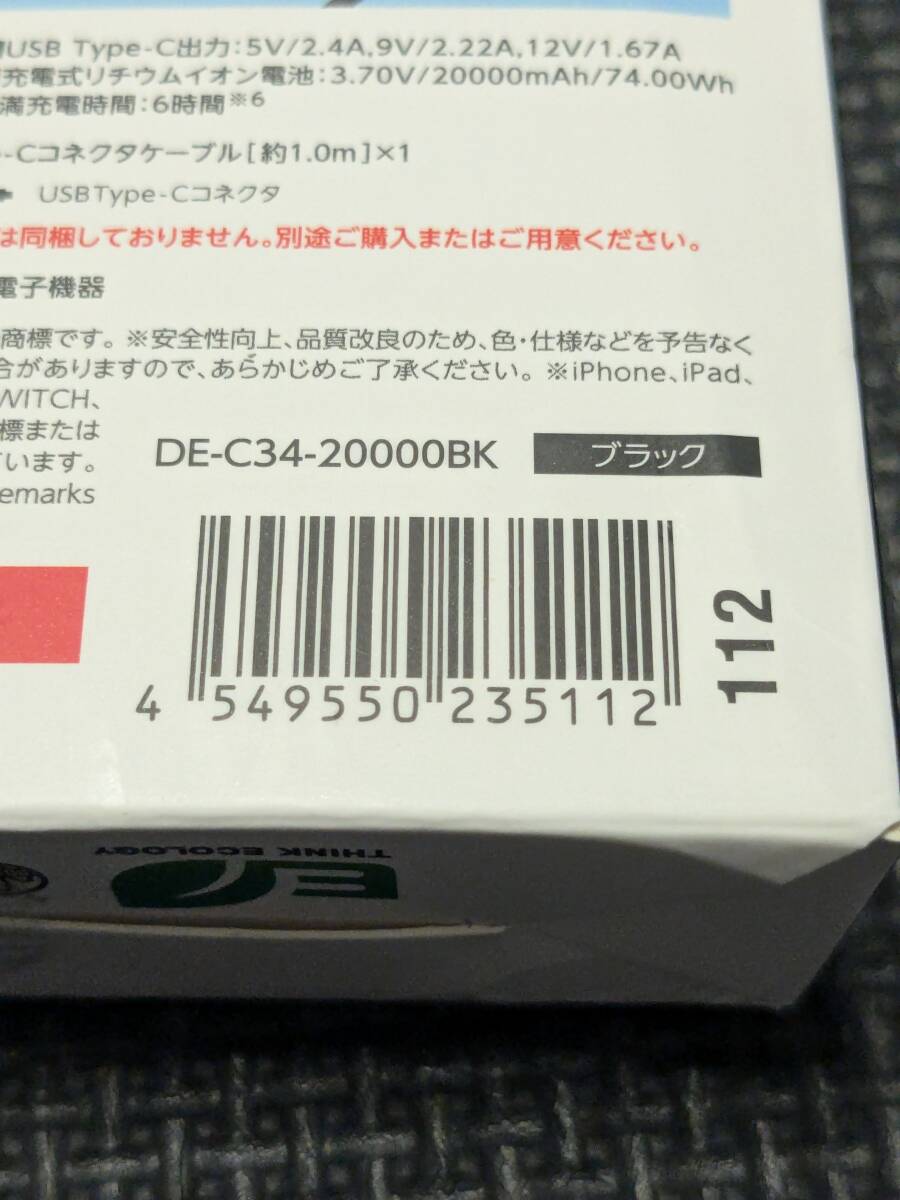 USB Type-C出力:5V/2.4A,9V/2.22A,12V/1.67A
充電式リチウムイオン電池:3.70V/20000mAh/74.00Wh
満充電時間:6時間※6
-Cコネクタケーブル[約1.0m]×1
USB Type-Cコネクタ
は同梱しておりません。別途ご購入またはご用意ください。
電子機器
商標です。※安全性向上、品質改良のため、色・仕様などを予告なく
合がありますので、あらかじめご了承ください。※iPhone、iPad、
WITCH、
標または
ています。
emarks
DE-C34-20000BK ブラック
4 549550 235112
112
THINK ECOLOGY